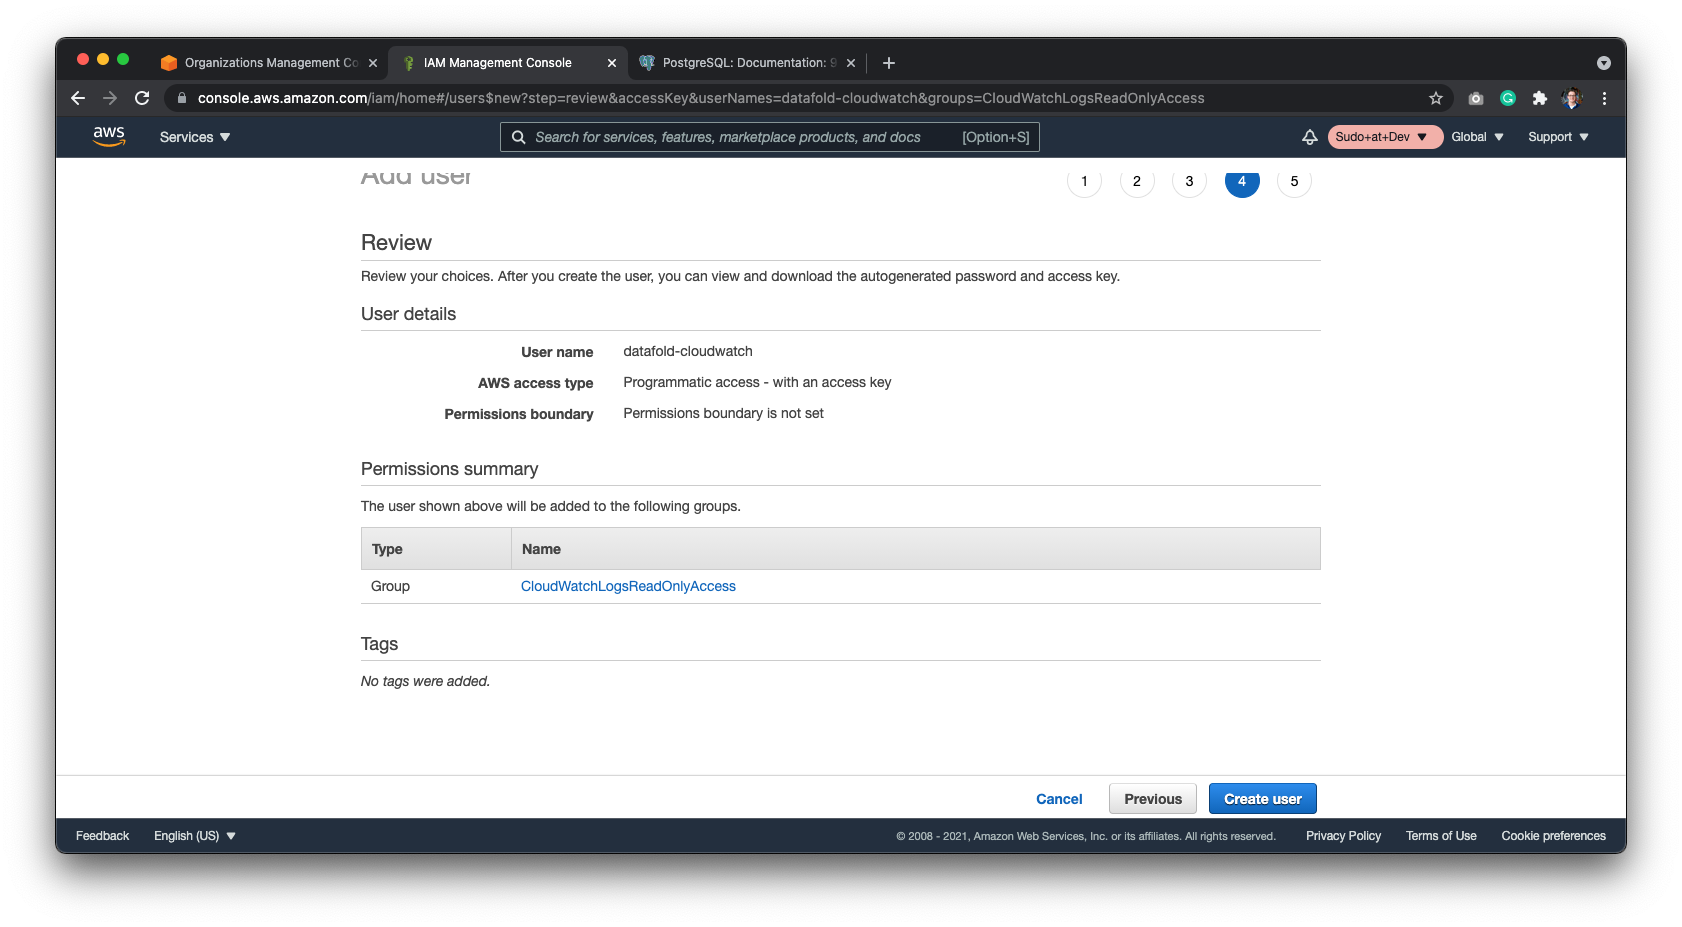 Organizations Management Co
IAM Management Console
PostgreSQL: Documentation: 9
console.aws.amazon.com/iam/home#/users$new?step=review&accessKey&userNames=datafold-cloudwatch&groups=CloudWatchLogsReadOnlyAccess
aws
Services
Search for services, features, marketplace products, and docs [Option+S]
Sudo+at+Dev
Global
Support
Add user
1 2 3 4 5
Review
Review your choices. After you create the user, you can view and download the autogenerated password and access key.
User details
User name datafold-cloudwatch
AWS access type Programmatic access - with an access key
Permissions boundary Permissions boundary is not set
Permissions summary
The user shown above will be added to the following groups.
Type Name
Group CloudWatchLogsReadOnlyAccess
Tags
No tags were added.
Cancel Previous Create user
Feedback English (US) © 2008 - 2021, Amazon Web Services, Inc. or its affiliates. All rights reserved. Privacy Policy Terms of Use Cookie preferences